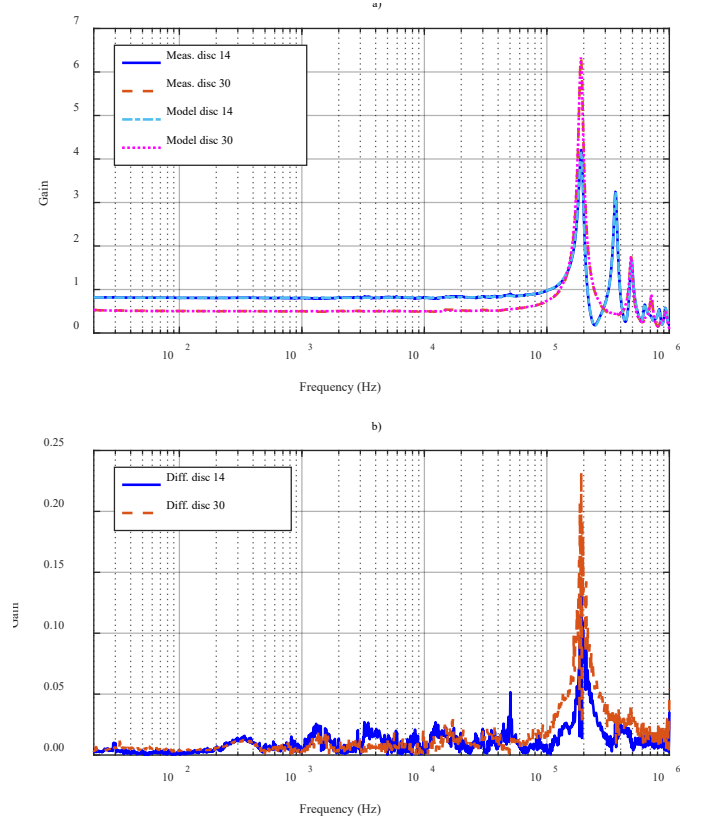 a)
7
6
5
4
3
2
1
0
Gain
Meas. disc 14
Meas. disc 30
Model disc 14
Model disc 30
10 2
10 3
10 4
10 5
10 6
Frequency (Hz)
b)
0.25
0.20
0.15
0.10
0.05
0.00
Gain
Diff. disc 14
Diff. disc 30
10 2
10 3
10 4
10 5
10 6
Frequency (Hz)